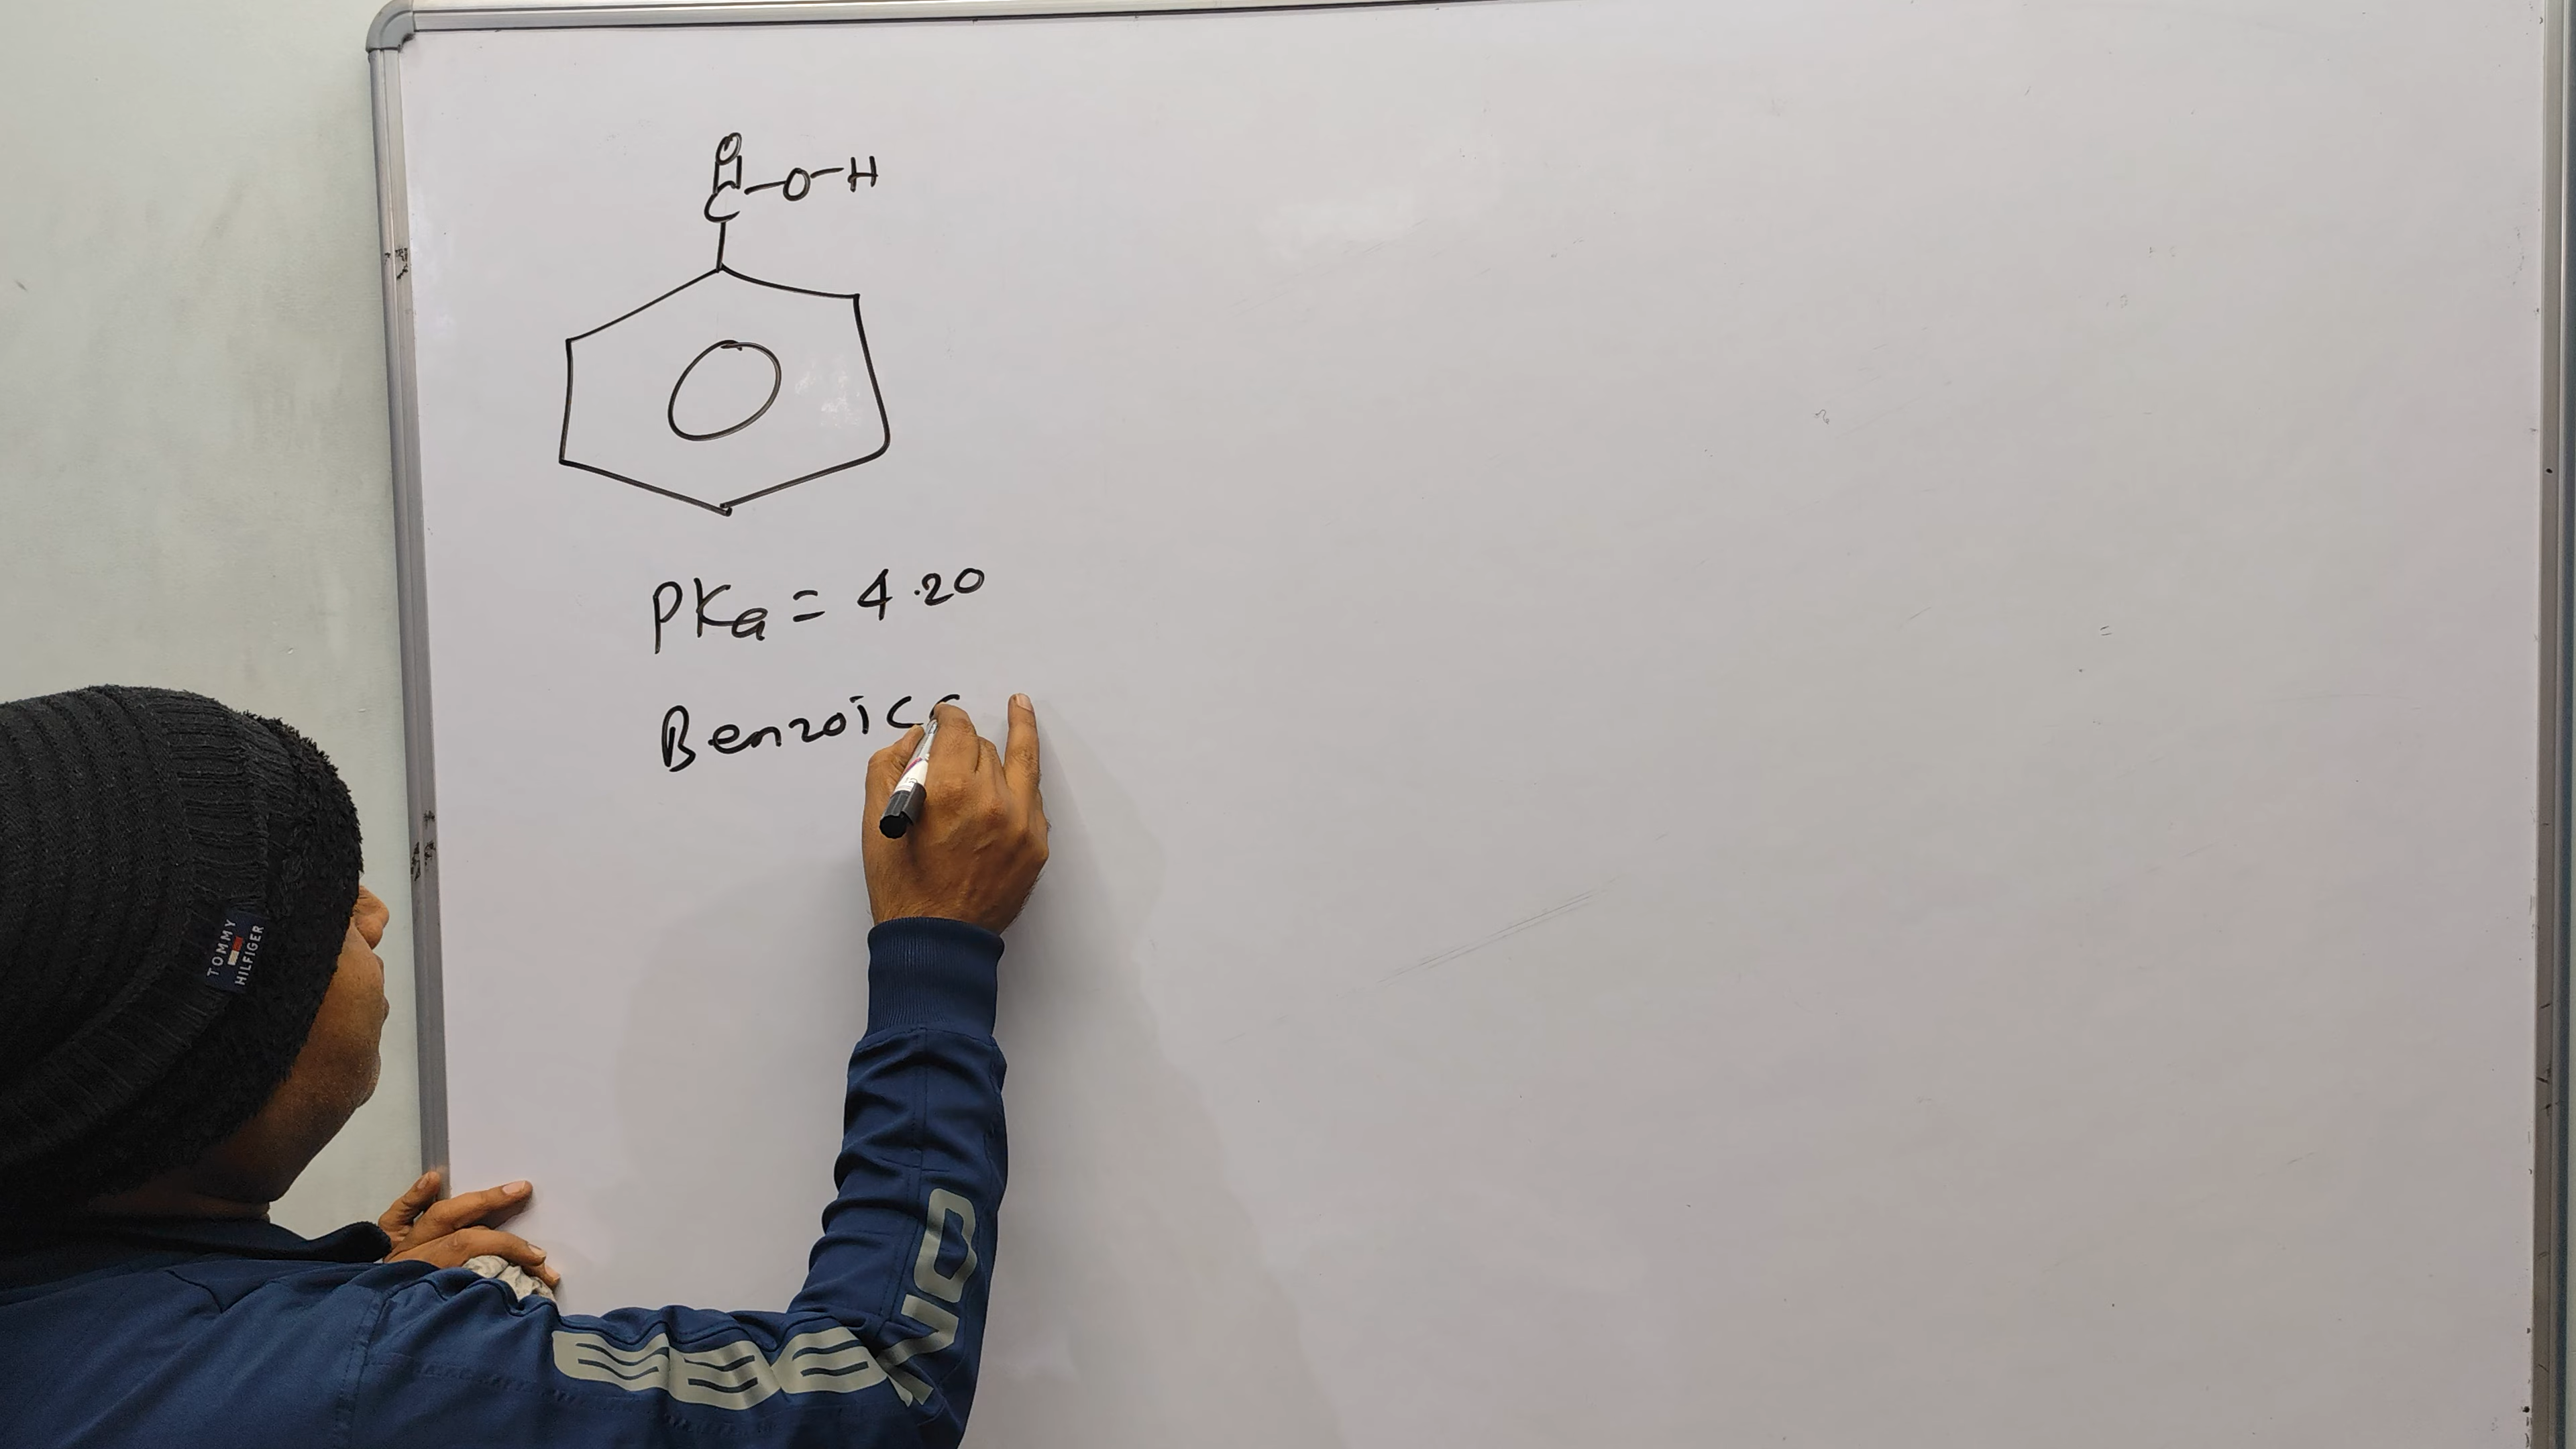 O
C-O-H
PKa = 4.20
Benzoic
TOMMY
HILFIGER